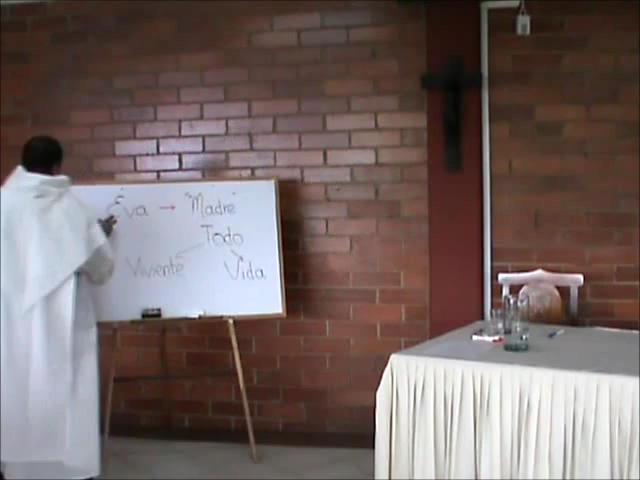 Eva → "Madre"
Todo
Viviente Vida